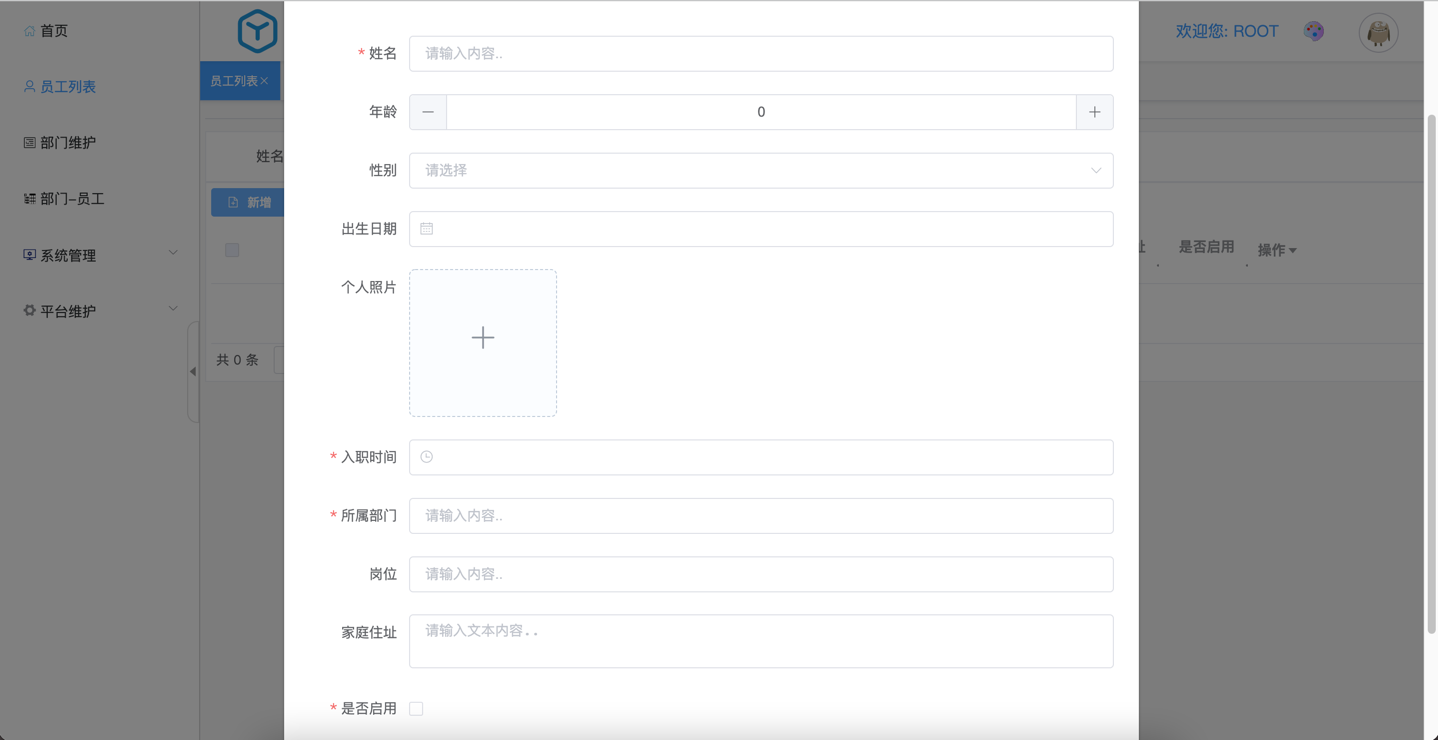 首页
员工列表
部门维护
部门-员工
系统管理
平台维护
欢迎您: ROOT
员工列表×
姓名
新增
是否启用
操作
共 0 条
* 姓名
请输入内容..
年龄
0
性别
请选择
出生日期
个人照片
* 入职时间
* 所属部门
请输入内容..
岗位
请输入内容..
家庭住址
请输入文本内容..
* 是否启用